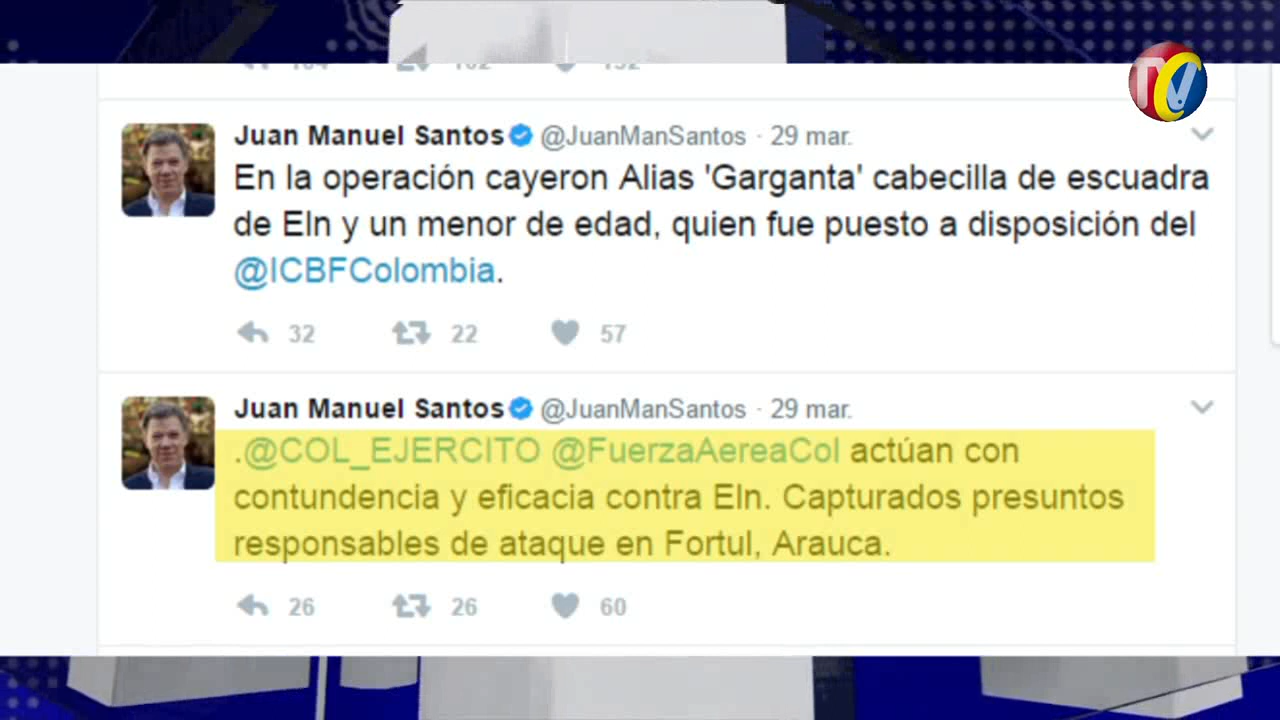 TCV!
Juan Manuel Santos @JuanManSantos · 29 mar.
En la operación cayeron Alias 'Garganta' cabecilla de escuadra
de Eln y un menor de edad, quien fue puesto a disposición del
@ICBFColombia.
32 22 57
Juan Manuel Santos @JuanManSantos · 29 mar.
.@COL_EJERCITO @FuerzaAereaCol actúan con
contundencia y eficacia contra Eln. Capturados presuntos
responsables de ataque en Fortul, Arauca.
26 26 60